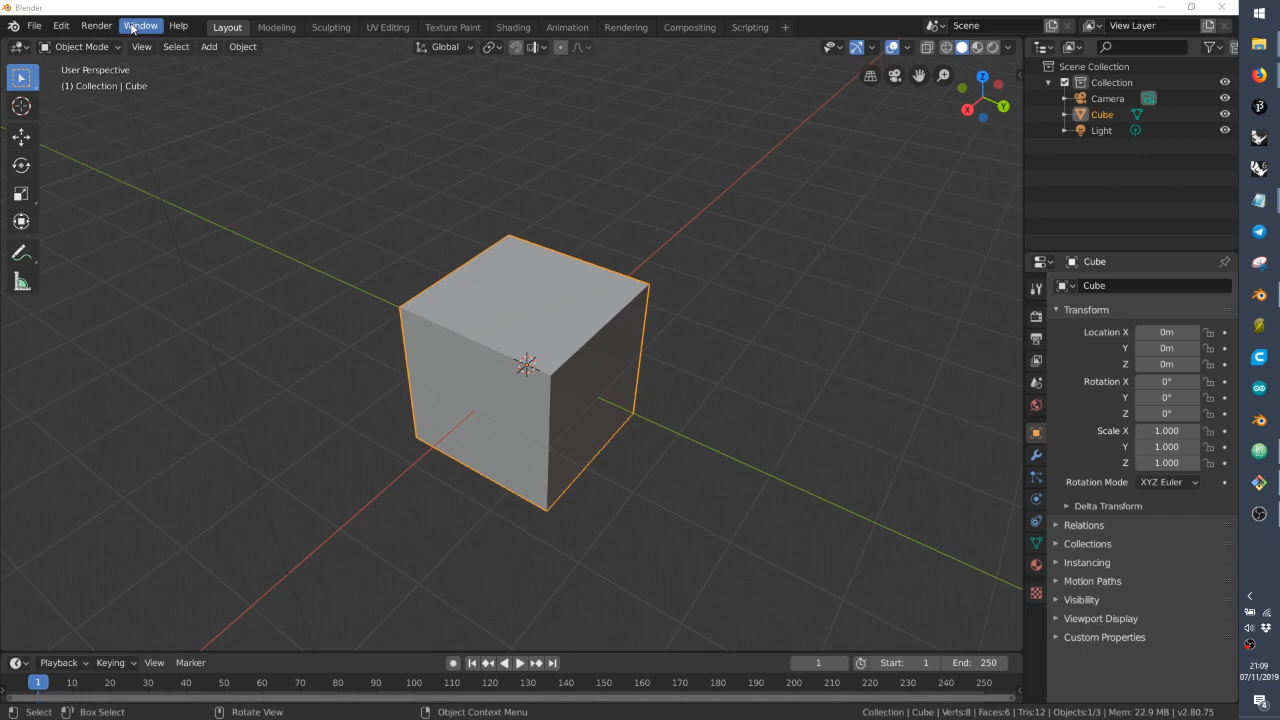 Blender
File Edit Render Window Help
Layout Modeling Sculpting UV Editing Texture Paint Shading Animation Rendering Compositing Scripting +
Scene
View Layer
Object Mode View Select Add Object
Global
User Perspective
(1) Collection | Cube
Z
X
Y
Scene Collection
Collection
Camera
Cube
Light
Cube
Cube
Transform
Location X 0m
Y 0m
Z 0m
Rotation X 0°
Y 0°
Z 0°
Scale X 1.000
Y 1.000
Z 1.000
Rotation Mode XYZ Euler
Delta Transform
Relations
Collections
Instancing
Motion Paths
Visibility
Viewport Display
Custom Properties
Playback Keying View Marker
1
Start: 1
End: 250
1 10 20 30 40 50 60 70 80 90 100 110 120 130 140 150 160 170 180 190 200 210 220 230 240 250
Select Box Select Rotate View Object Context Menu
Collection | Cube | Verts:8 | Faces:6 | Tris:12 | Objects:1/3 | Mem: 22.9 MB | v2.80.75
21:09
07/11/2019
4